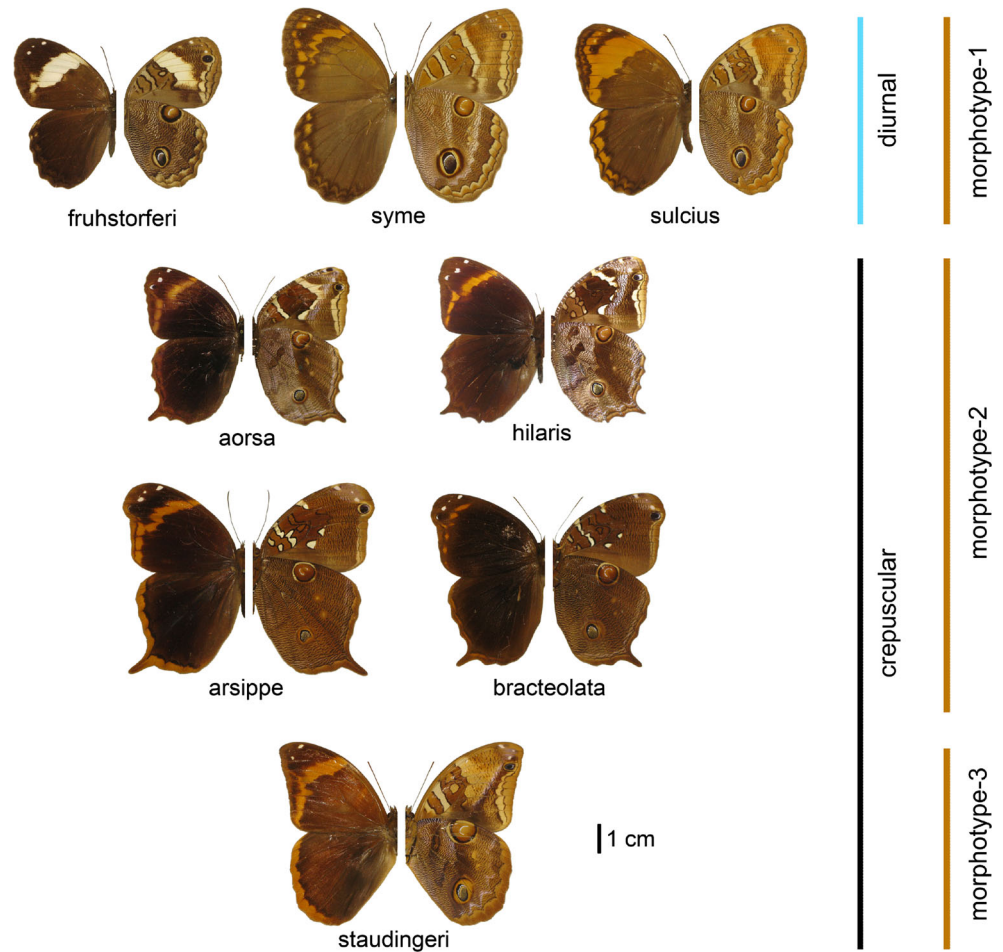 fruhstorferi
syme
sulcius
diurnal
morphotype-1
aorsa
hilaris
arsippe
bracteolata
crepuscular
morphotype-2
staudingeri
1 cm
morphotype-3